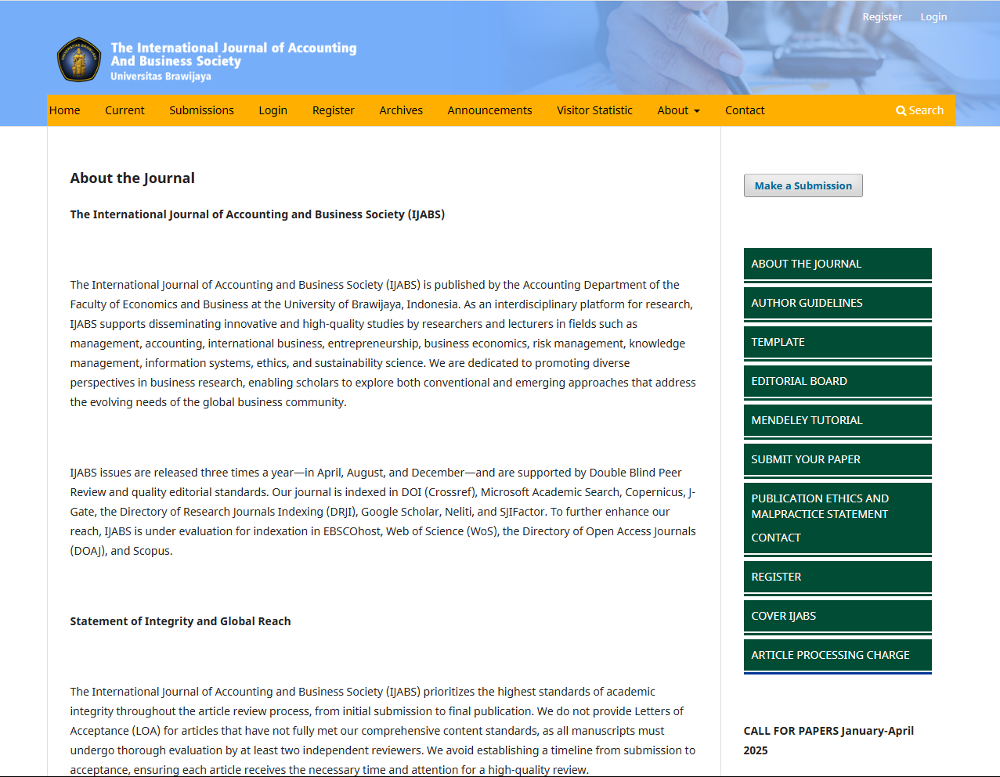 Register Login
The International Journal of Accounting
And Business Society
Universitas Brawijaya
Home Current Submissions Login Register Archives Announcements Visitor Statistic About Contact Search
About the Journal
The International Journal of Accounting and Business Society (IJABS)
The International Journal of Accounting and Business Society (IJABS) is published by the Accounting Department of the
Faculty of Economics and Business at the University of Brawijaya, Indonesia. As an interdisciplinary platform for research,
IJABS supports disseminating innovative and high-quality studies by researchers and lecturers in fields such as
management, accounting, international business, entrepreneurship, business economics, risk management, knowledge
management, information systems, ethics, and sustainability science. We are dedicated to promoting diverse
perspectives in business research, enabling scholars to explore both conventional and emerging approaches that address
the evolving needs of the global business community.
IJABS issues are released three times a year—in April, August, and December—and are supported by Double Blind Peer
Review and quality editorial standards. Our journal is indexed in DOI (Crossref), Microsoft Academic Search, Copernicus, J-
Gate, the Directory of Research Journals Indexing (DRJI), Google Scholar, Neliti, and SJIFactor. To further enhance our
reach, IJABS is under evaluation for indexation in EBSCOhost, Web of Science (WoS), the Directory of Open Access Journals
(DOAJ), and Scopus.
Statement of Integrity and Global Reach
The International Journal of Accounting and Business Society (IJABS) prioritizes the highest standards of academic
integrity throughout the article review process, from initial submission to final publication. We do not provide Letters of
Acceptance (LOA) for articles that have not fully met our comprehensive content standards, as all manuscripts must
undergo thorough evaluation by at least two independent reviewers. We avoid establishing a timeline from submission to
acceptance, ensuring each article receives the necessary time and attention for a high-quality review.
Make a Submission
ABOUT THE JOURNAL
AUTHOR GUIDELINES
TEMPLATE
EDITORIAL BOARD
MENDELEY TUTORIAL
SUBMIT YOUR PAPER
PUBLICATION ETHICS AND
MALPRACTICE STATEMENT
CONTACT
REGISTER
COVER IJABS
ARTICLE PROCESSING CHARGE
CALL FOR PAPERS January-April
2025